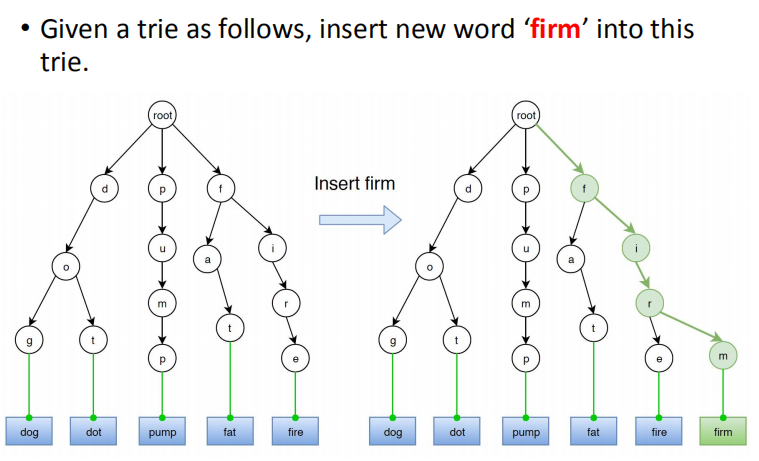 • Given a trie as follows, insert new word ‘firm’ into this
trie.
root
root
Insert firm
d
p
f
d
p
f
o
u
a
i
o
u
a
i
m
r
m
r
g
t
p
t
e
g
t
p
t
e
m
dog
dot
pump
fat
fire
dog
dot
pump
fat
fire
firm